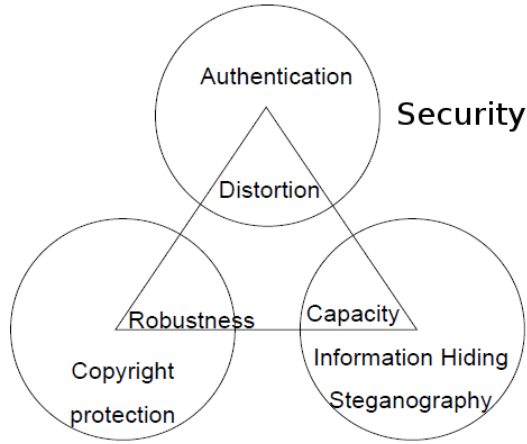 Authentication
Security
Distortion
Robustness
Capacity
Copyright
protection
Information Hiding
Steganography